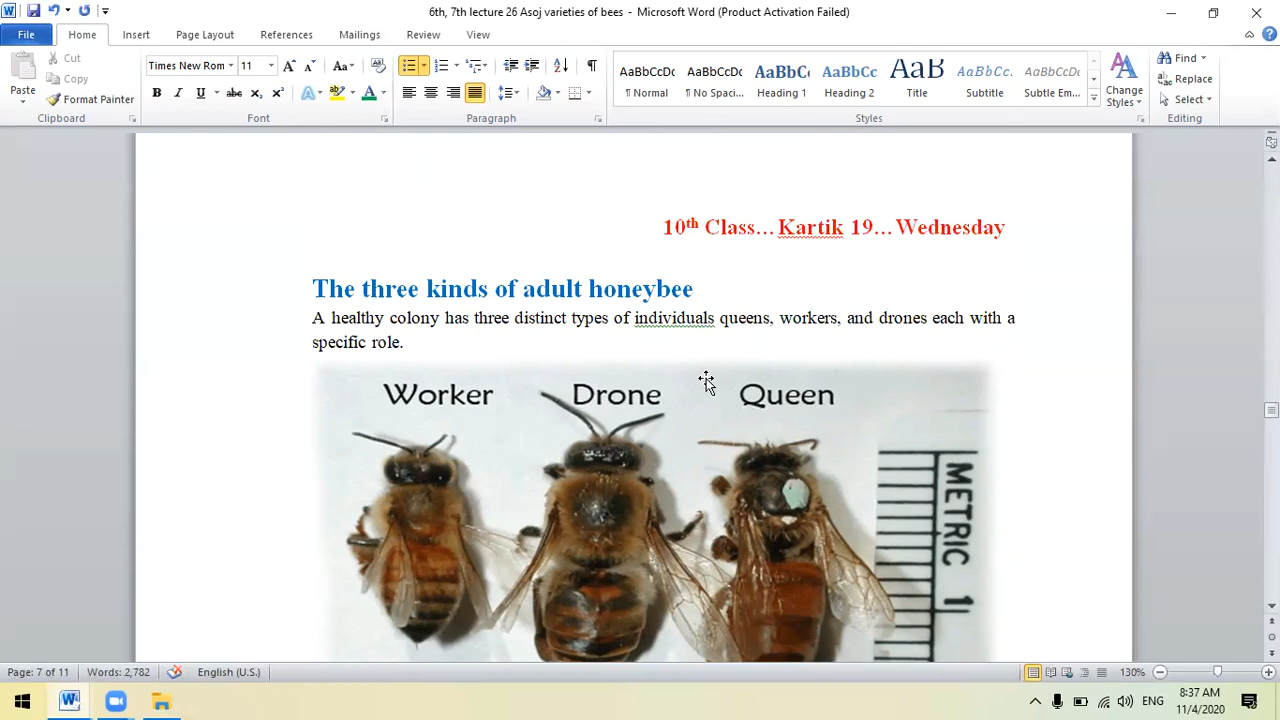 6th, 7th lecture 26 Asoj varieties of bees - Microsoft Word (Product Activation Failed)
File Home Insert Page Layout References Mailings Review View
Cut
Copy
Paste Format Painter
Times New Rom 11
AaBbCcDc AaBbCcDc AaBbCc AaBbCc AaB AaBbCcDc AaBbCcDc
¶ Normal ¶ No Spaci... Heading 1 Heading 2 Title Subtitle Subtle Em...
Change Styles
Find
Replace
Select
Clipboard Font Paragraph Styles Editing
10th Class... Kartik 19... Wednesday
The three kinds of adult honeybee
A healthy colony has three distinct types of individuals queens, workers, and drones each with a
specific role.
Worker Drone Queen
METRIC 1
Page: 7 of 11 Words: 2,782 English (U.S.) 130%
ENG 8:37 AM
11/4/2020